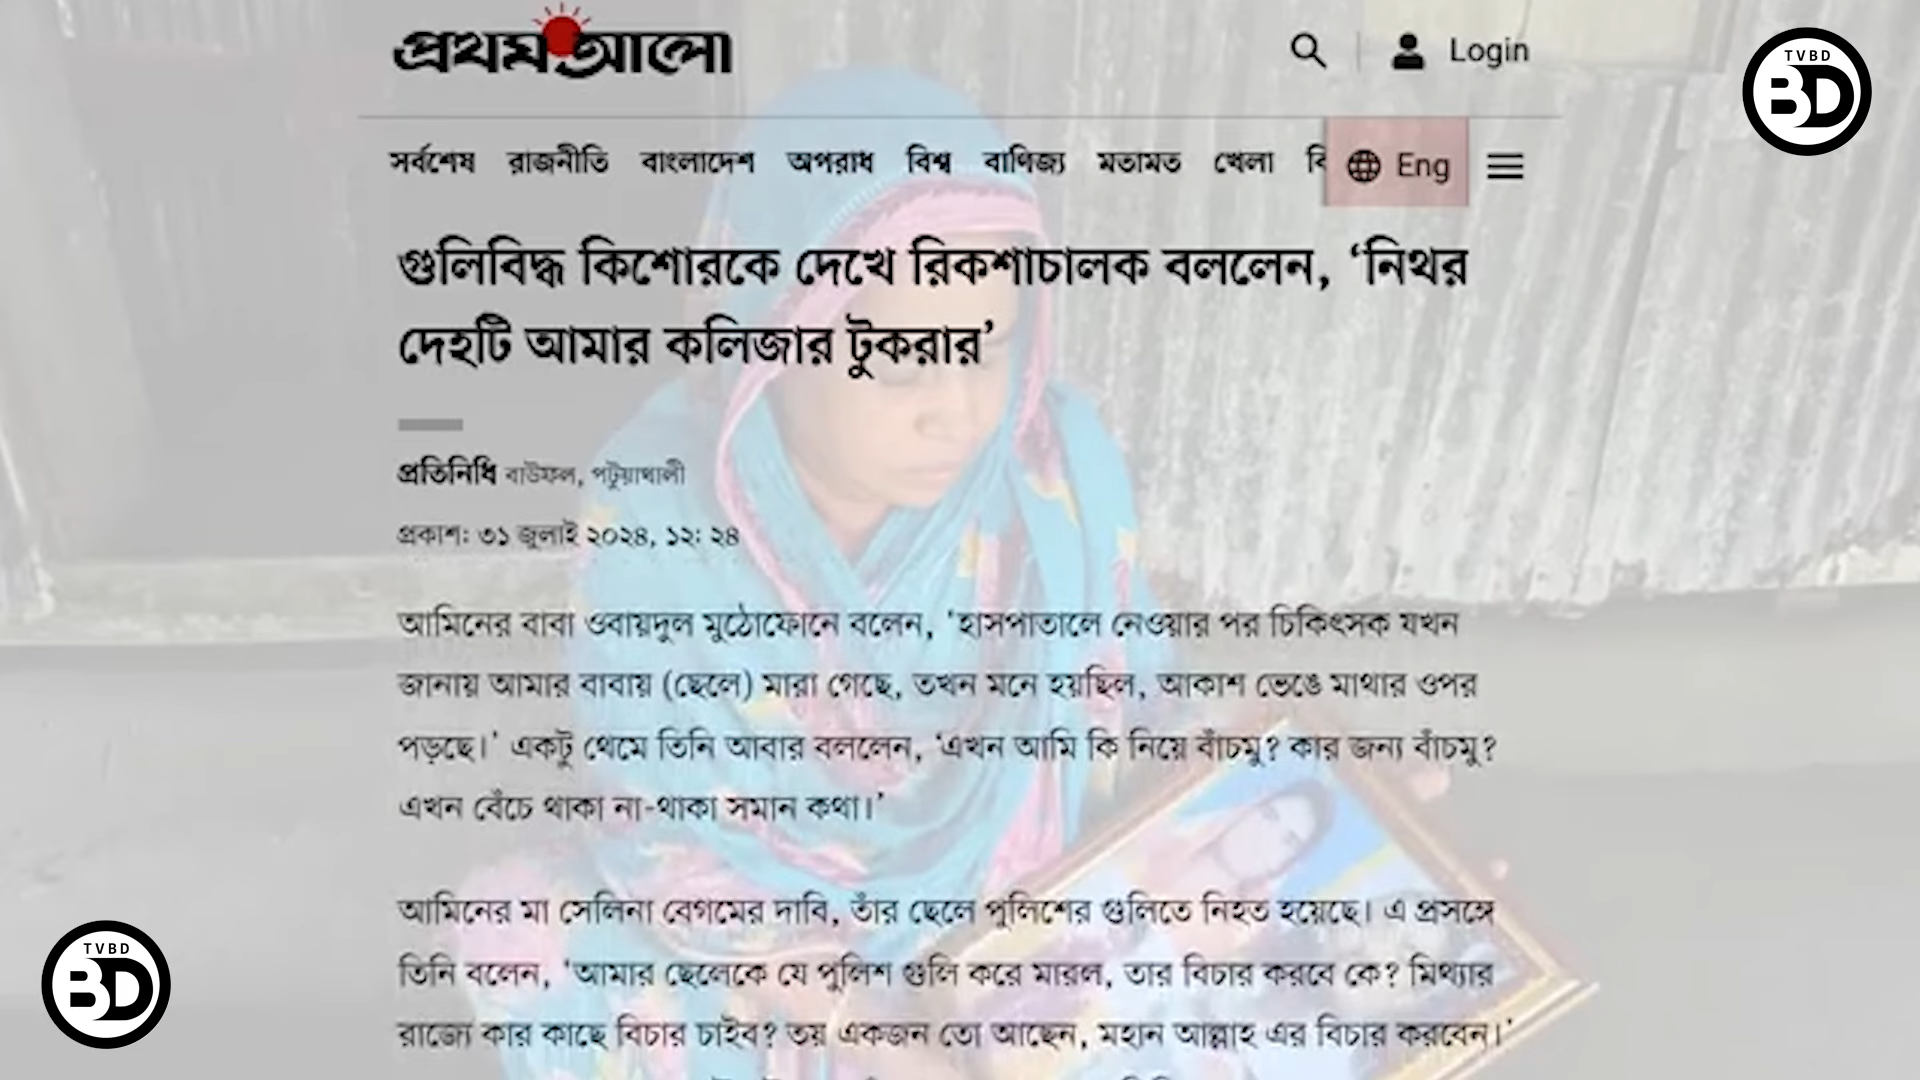 প্রথম আলো
Login
TVBD
BD
সর্বশেষ রাজনীতি বাংলাদেশ অপরাধ বিশ্ব বাণিজ্য মতামত খেলা বি Eng
গুলিবিদ্ধ কিশোরকে দেখে রিকশাচালক বললেন, ‘নিথর
দেহটি আমার কলিজার টুকরার’
প্রতিনিধি বাউফল, পটুয়াখালী
প্রকাশ: ৩১ জুলাই ২০২৪, ১২: ২৪
আমিনের বাবা ওবায়দুল মুঠোফোনে বলেন, ‘হাসপাতালে নেওয়ার পর চিকিৎসক যখন
জানায় আমার বাবায় (ছেলে) মারা গেছে, তখন মনে হয়ছিল, আকাশ ভেঙে মাথার ওপর
পড়ছে।’ একটু থেমে তিনি আবার বললেন, ‘এখন আমি কি নিয়ে বাঁচমু? কার জন্য বাঁচমু?
এখন বেঁচে থাকা না-থাকা সমান কথা।’
আমিনের মা সেলিনা বেগমের দাবি, তাঁর ছেলে পুলিশের গুলিতে নিহত হয়েছে। এ প্রসঙ্গে
তিনি বলেন, ‘আমার ছেলেকে যে পুলিশ গুলি করে মারল, তার বিচার করবে কে? মিথ্যার
রাজ্যে কার কাছে বিচার চাইব? তয় একজন তো আছেন, মহান আল্লাহ এর বিচার করবেন।’
TVBD
BD